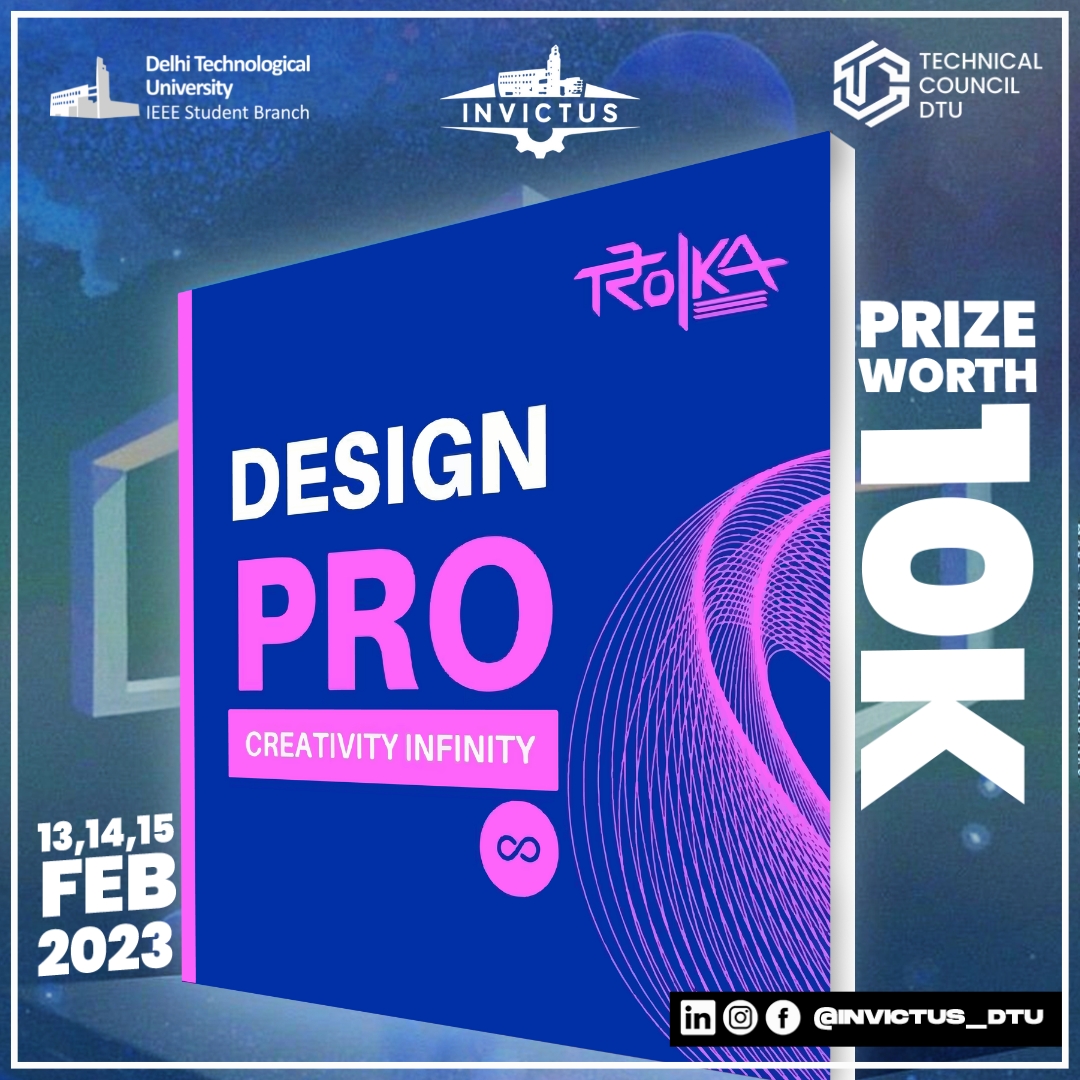 Delhi Technological
University
IEEE Student Branch
INVICTUS
TECHNICAL
COUNCIL
DTU
TROIKA
PRIZE
WORTH
10K
DESIGN
PRO
CREATIVITY INFINITY
∞
13,14,15
FEB
2023
in
f
@INVICTUS_DTU